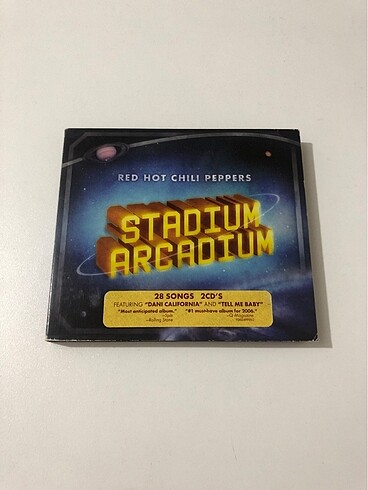 RED HOT CHILI PEPPERS
STADIUM
ARCADIUM
28 SONGS 2CD'S
FEATURING "DANI CALIFORNIA" AND "TELL ME BABY"
"Most anticipated album." "#1 must-have album for 2006."
–Rolling Stone –Q Magazine